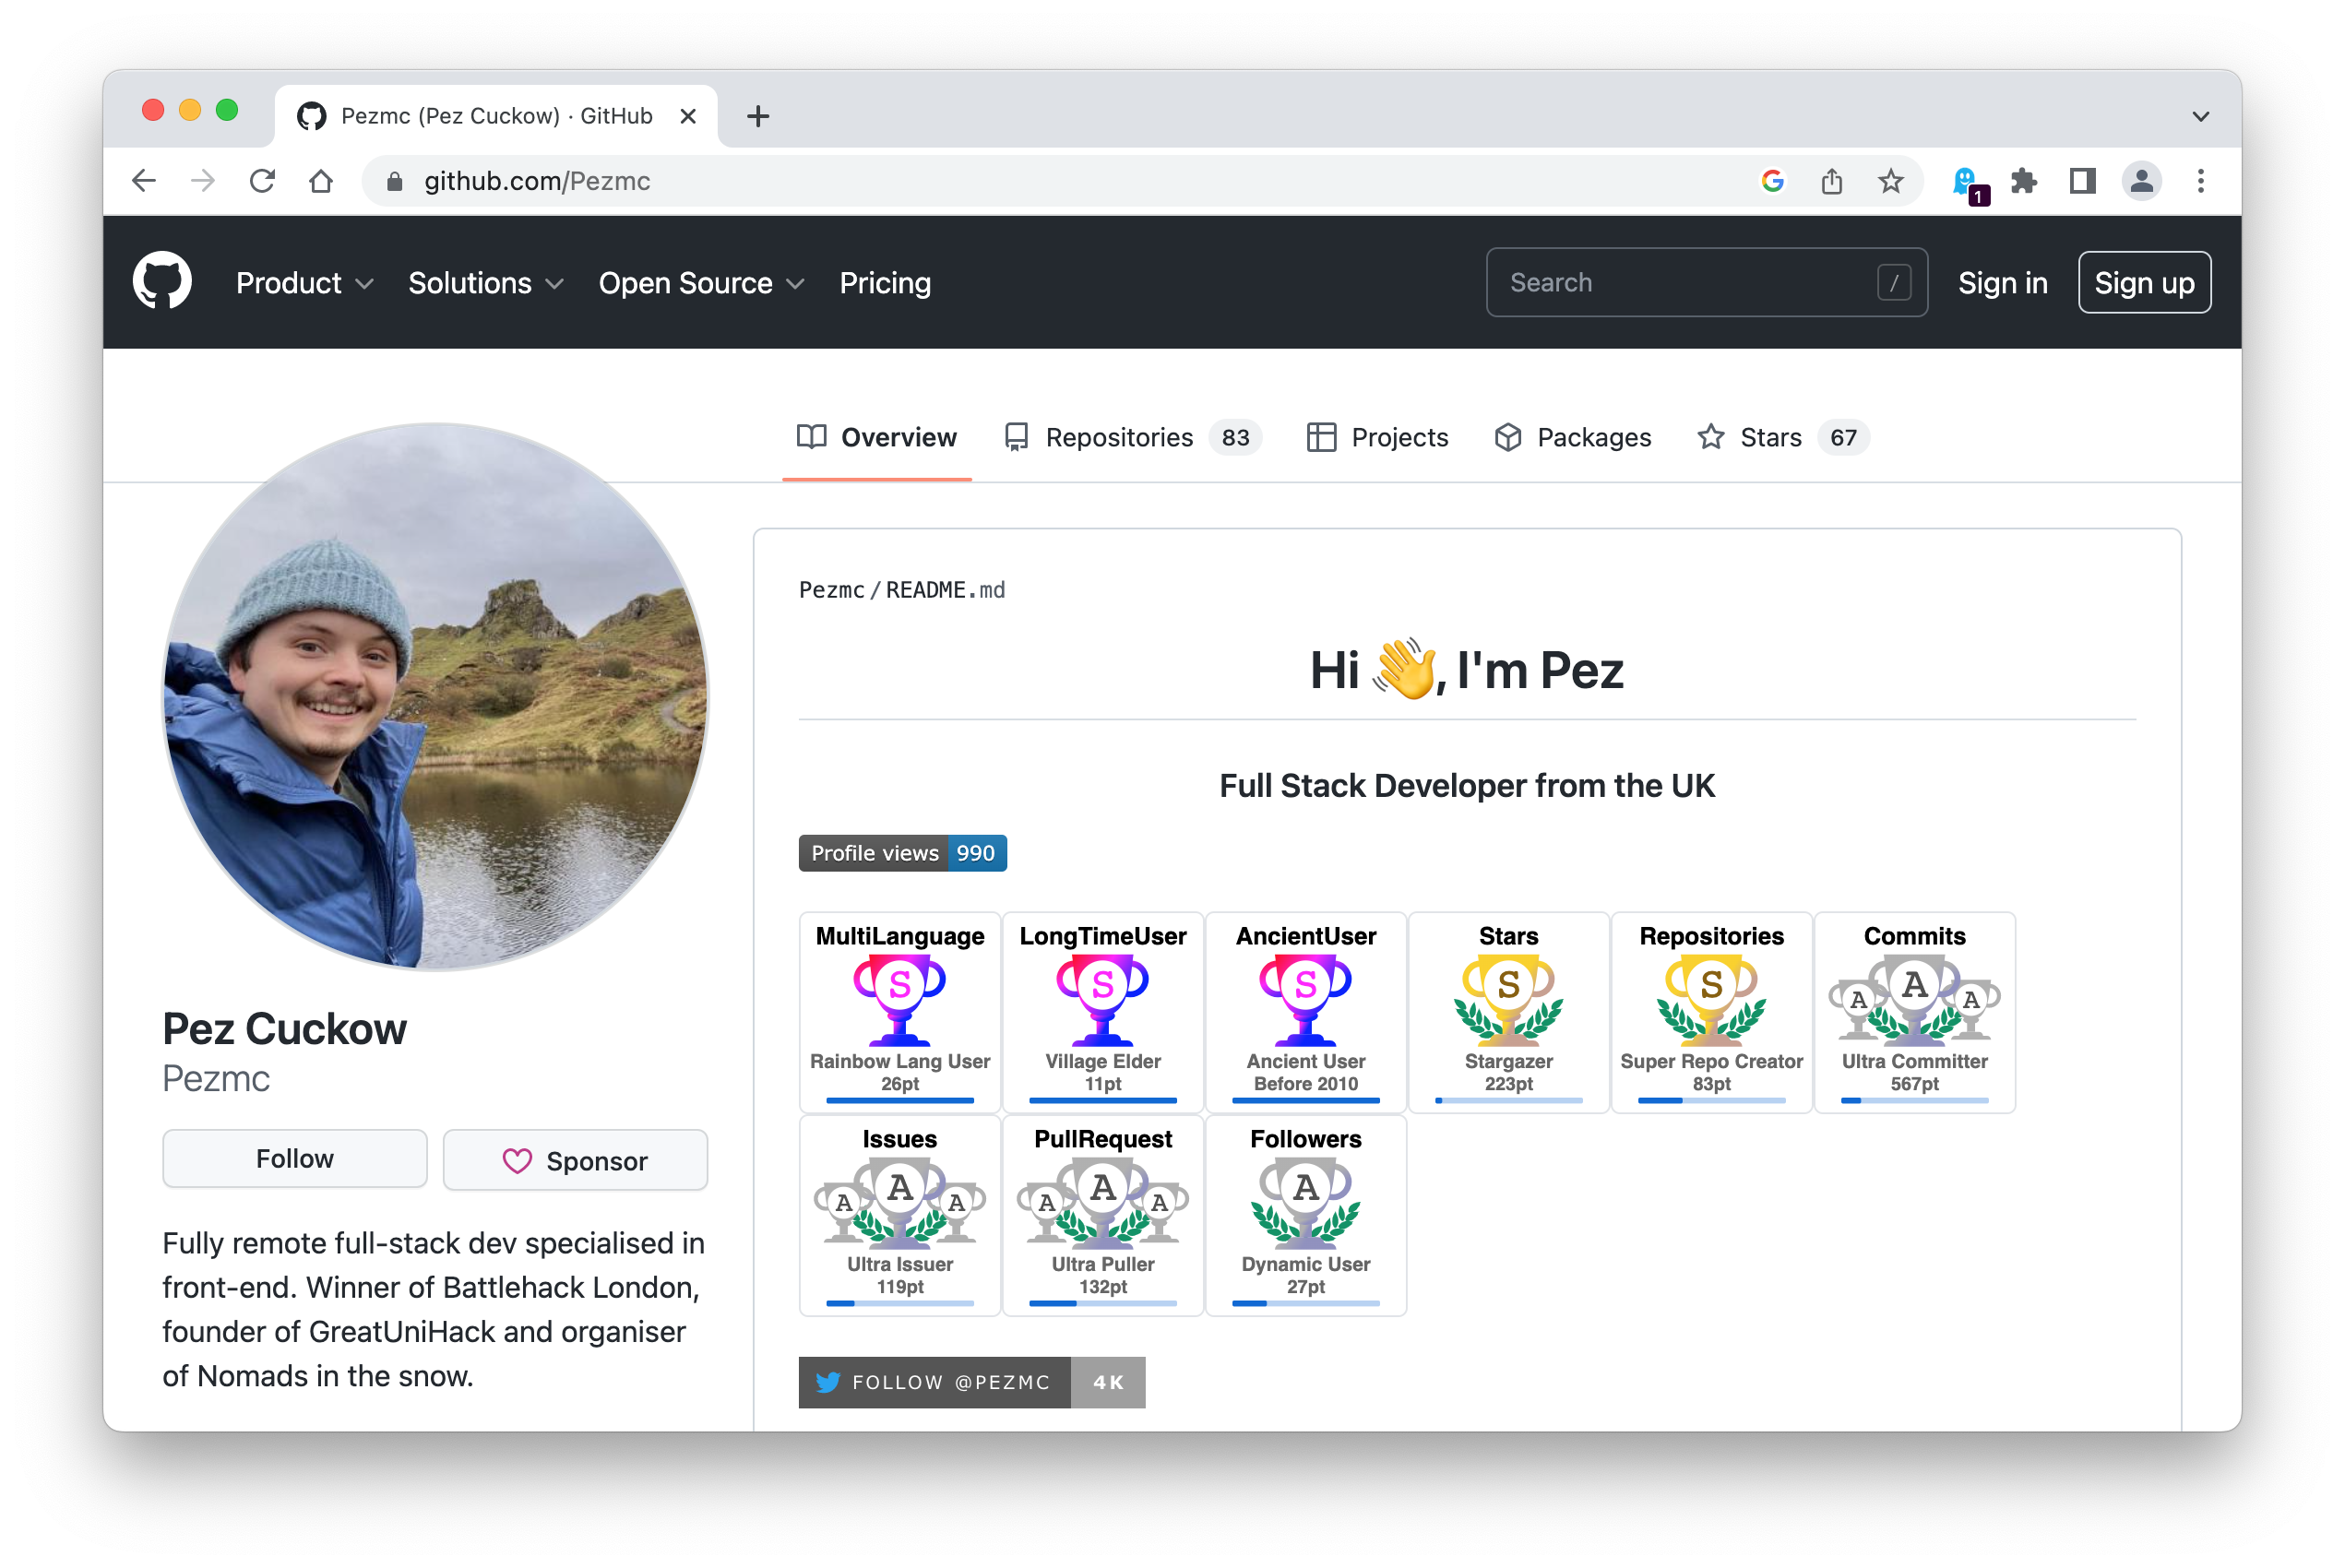 Pezmc (Pez Cuckow) · GitHub
github.com/Pezmc
1
Product
Solutions
Open Source
Pricing
Search /
Sign in
Sign up
Overview
Repositories 83
Projects
Packages
Stars 67
Pezmc/README.md
Hi 👋, I'm Pez
Full Stack Developer from the UK
Profile views 990
MultiLanguage
S
Rainbow Lang User
26pt
LongTimeUser
S
Village Elder
11pt
AncientUser
S
Ancient User
Before 2010
Stars
S
Stargazer
223pt
Repositories
S
Super Repo Creator
83pt
Commits
A A A
Ultra Committer
567pt
Issues
A A A
Ultra Issuer
119pt
PullRequest
A A A
Ultra Puller
132pt
Followers
A
Dynamic User
27pt
FOLLOW @PEZMC 4K
Pez Cuckow
Pezmc
Follow
Sponsor
Fully remote full-stack dev specialised in
front-end. Winner of Battlehack London,
founder of GreatUniHack and organiser
of Nomads in the snow.